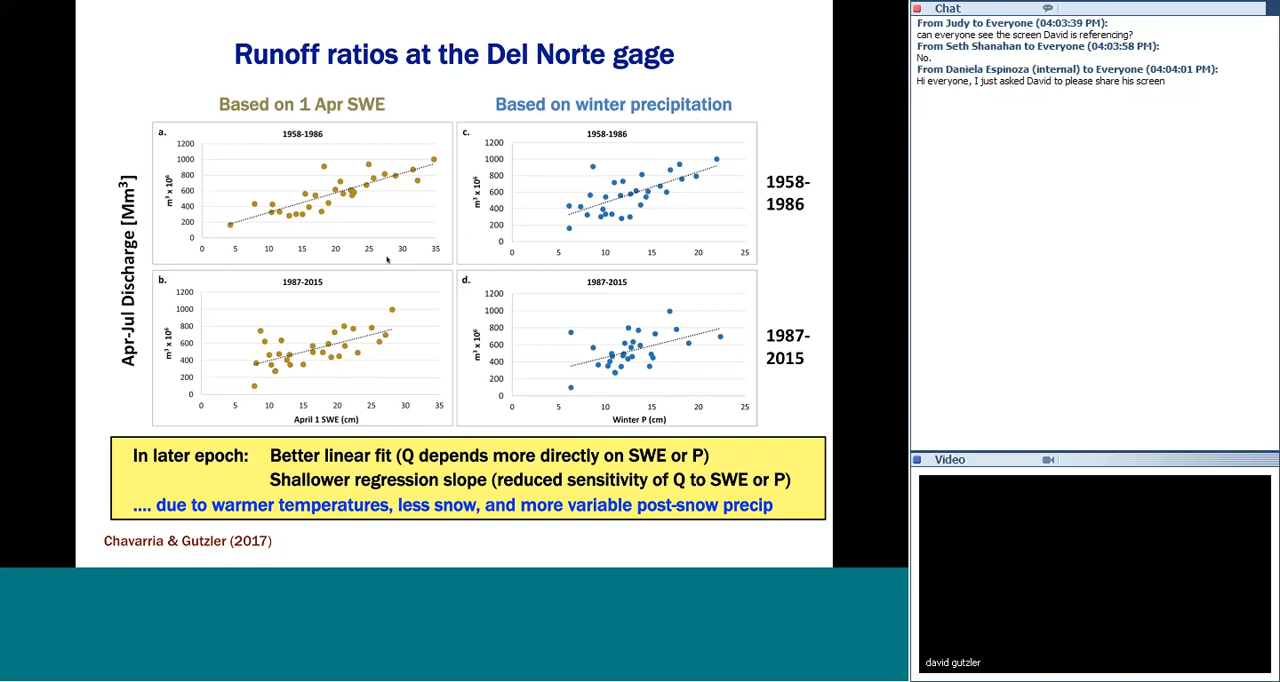 Runoff ratios at the Del Norte gage
Based on 1 Apr SWE
Based on winter precipitation
Apr-Jul Discharge [Mm³]
a.
1958-1986
m³ x 10⁶
1200
1000
800
600
400
200
0
0 5 10 15 20 25 30 35
c.
1958-1986
m³ x 10⁶
1200
1000
800
600
400
200
0
0 5 10 15 20 25
1958-
1986
b.
1987-2015
m³ x 10⁶
1200
1000
800
600
400
200
0
0 5 10 15 20 25 30 35
April 1 SWE (cm)
d.
1987-2015
m³ x 10⁶
1200
1000
800
600
400
200
0
0 5 10 15 20 25
Winter P (cm)
1987-
2015
In later epoch: Better linear fit (Q depends more directly on SWE or P)
Shallower regression slope (reduced sensitivity of Q to SWE or P)
.... due to warmer temperatures, less snow, and more variable post-snow precip
Chavarria & Gutzler (2017)
Chat
From Judy to Everyone (04:03:39 PM):
can everyone see the screen David is referencing?
From Seth Shanahan to Everyone (04:03:58 PM):
No.
From Daniela Espinoza (internal) to Everyone (04:04:01 PM):
Hi everyone, I just asked David to please share his screen
Video
david gutzler